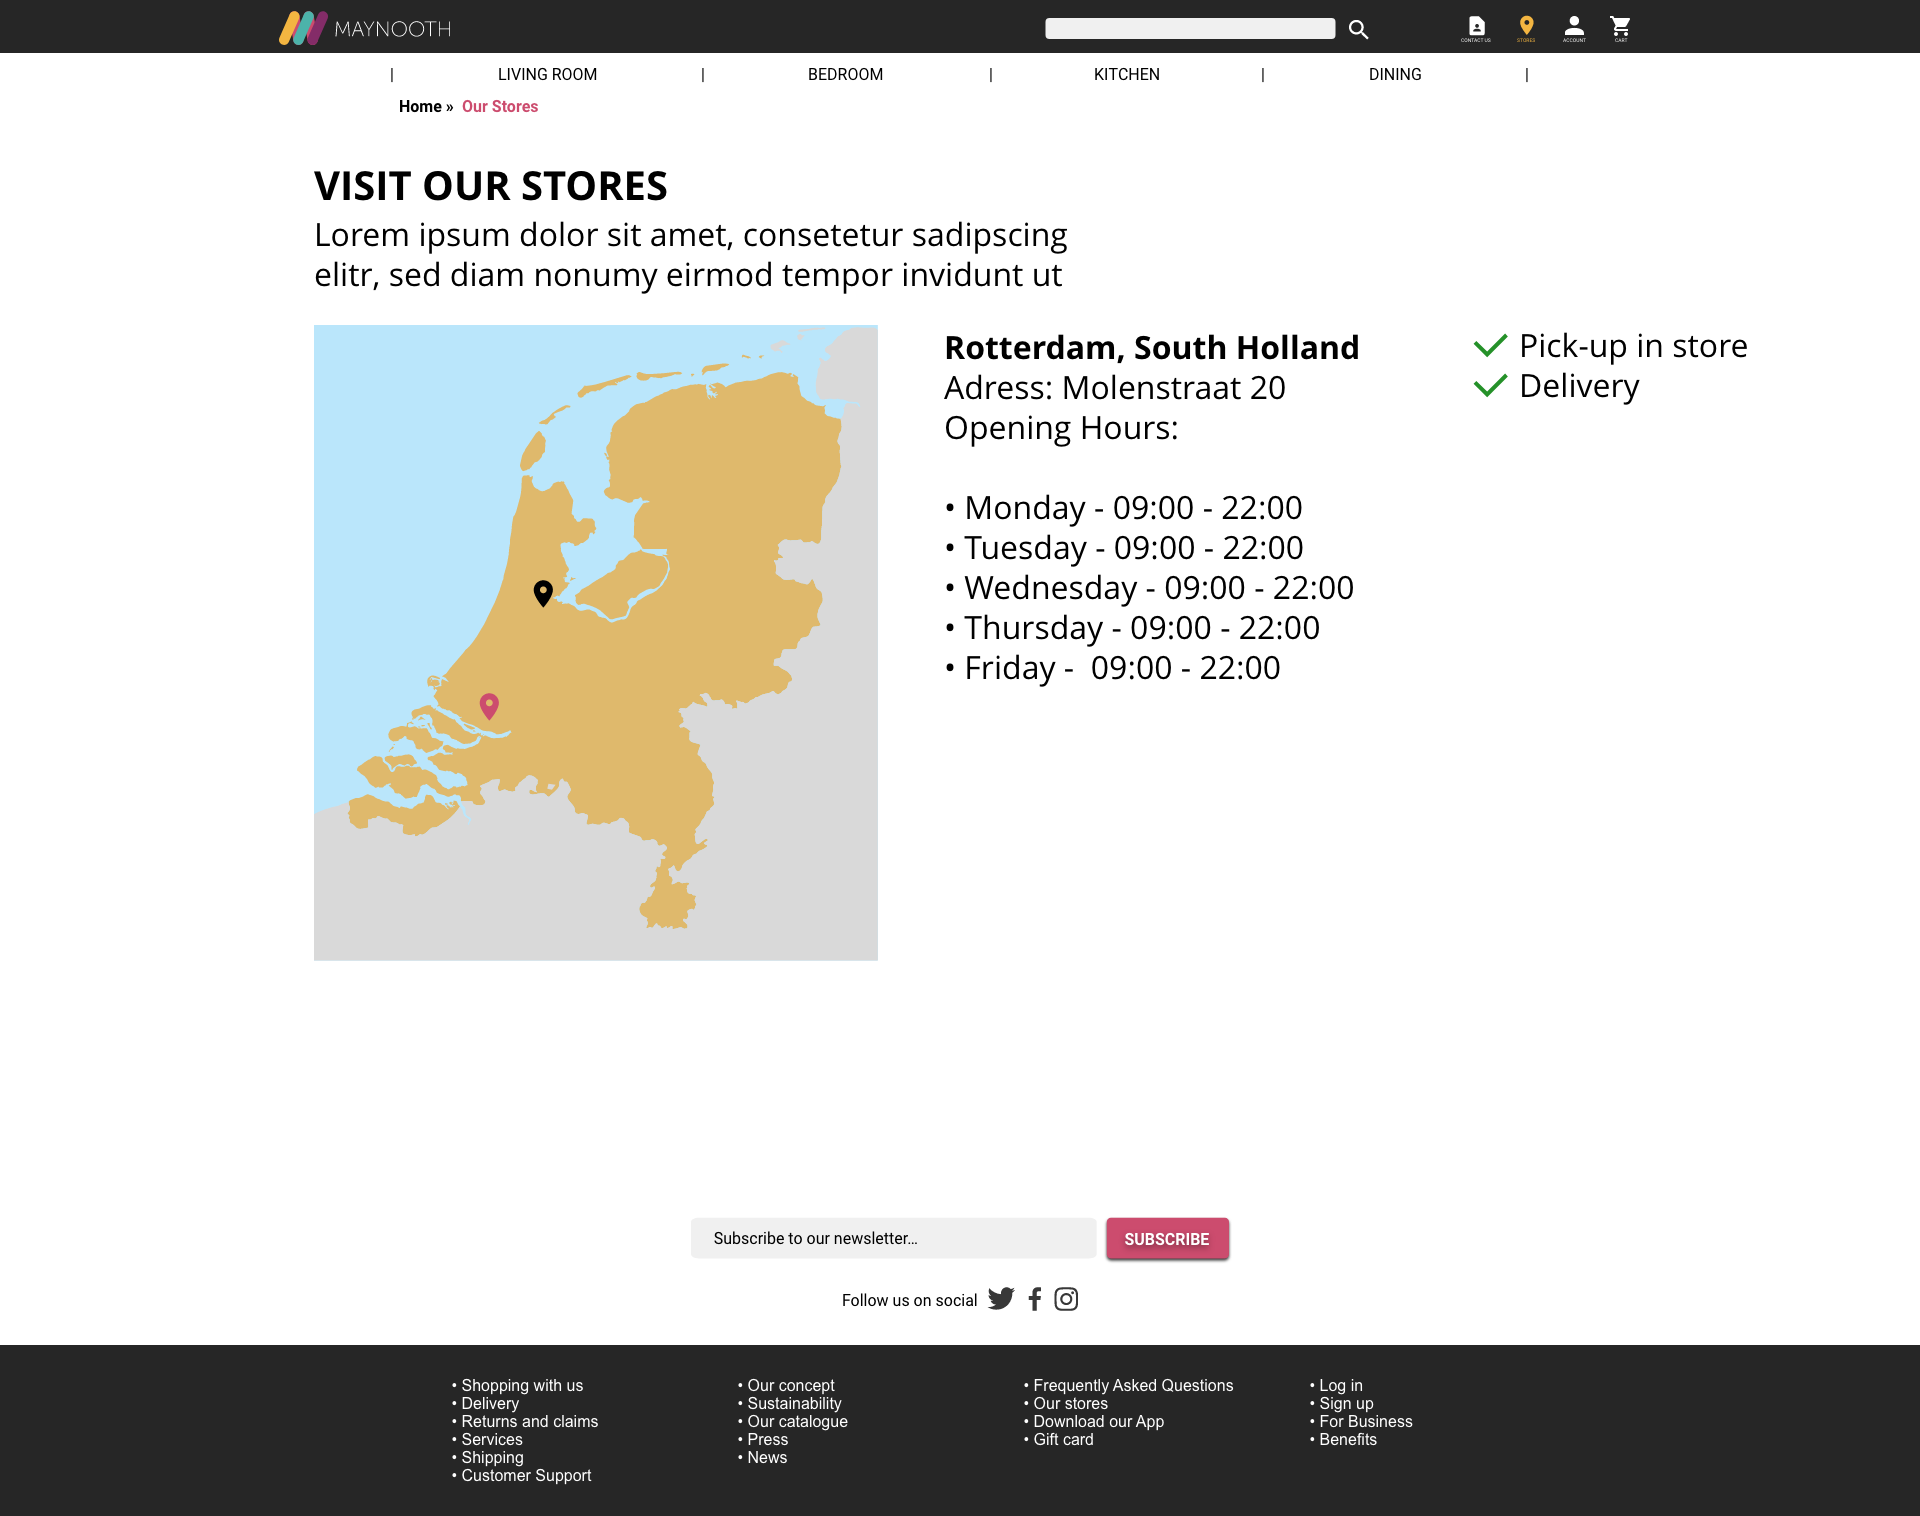 MAYNOOTH
CONTACT US
STORES
ACCOUNT
CART
| LIVING ROOM | BEDROOM | KITCHEN | DINING |
Home » Our Stores
VISIT OUR STORES
Lorem ipsum dolor sit amet, consetetur sadipscing
elitr, sed diam nonumy eirmod tempor invidunt ut
Rotterdam, South Holland
Adress: Molenstraat 20
Opening Hours:
• Monday - 09:00 - 22:00
• Tuesday - 09:00 - 22:00
• Wednesday - 09:00 - 22:00
• Thursday - 09:00 - 22:00
• Friday -  09:00 - 22:00
Pick-up in store
Delivery
Subscribe to our newsletter...
SUBSCRIBE
Follow us on social
• Shopping with us
• Delivery
• Returns and claims
• Services
• Shipping
• Customer Support
• Our concept
• Sustainability
• Our catalogue
• Press
• News
• Frequently Asked Questions
• Our stores
• Download our App
• Gift card
• Log in
• Sign up
• For Business
• Benefits